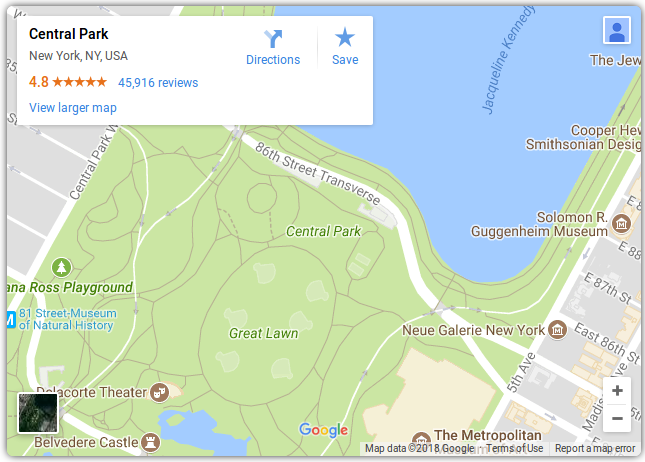 Central Park
New York, NY, USA
4.8 ★★★★★ 45,916 reviews
View larger map
Directions
Save
Jacqueline Kennedy
The Jew
Cooper Hew
Smithsonian Desig
Central Park W
86th Street Transverse
Solomon R.
Guggenheim Museum
E 8
E 88th
E 87th St
Central Park
ana Ross Playground
M
81 Street-Museum
of Natural History
Great Lawn
Neue Galerie New York
East 86th St
5th Ave
Madis
Delacorte Theater
Belvedere Castle
The Metropolitan
+
−
Google
Map data ©2018 Google
Terms of Use
Report a map error